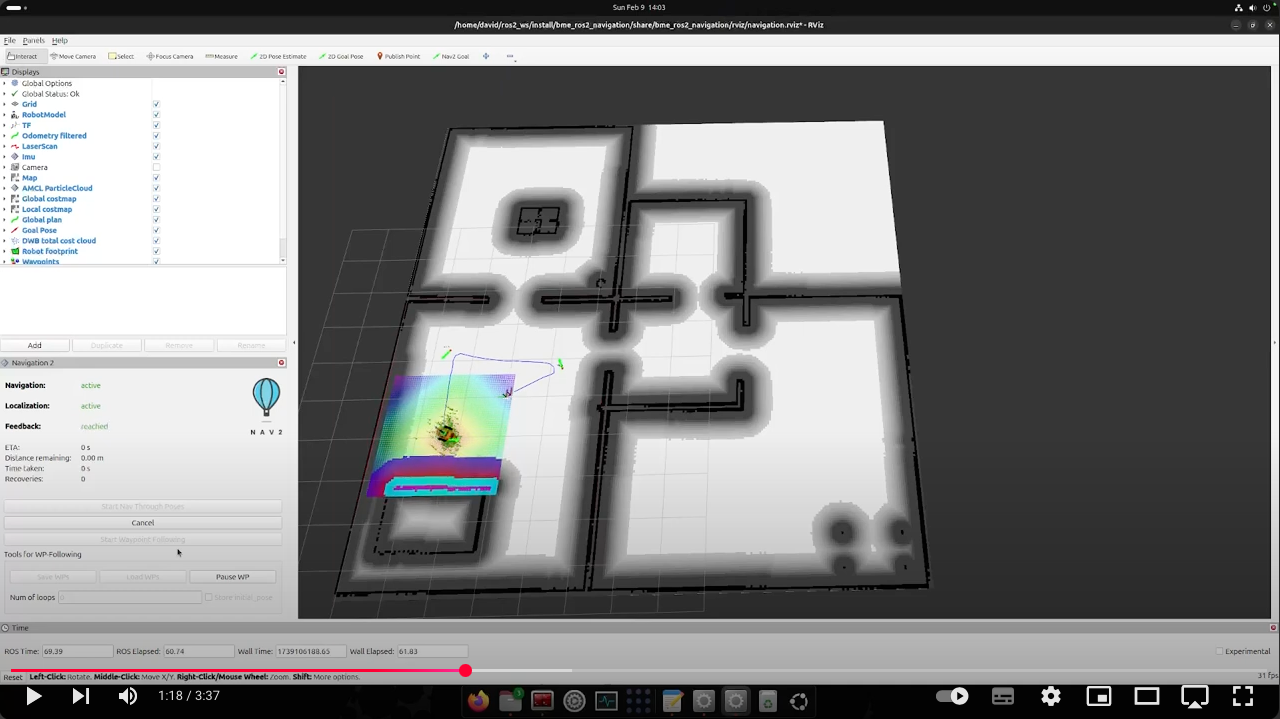 Sun Feb 9 14:03
/home/david/ros2_ws/install/bme_ros2_navigation/share/bme_ros2_navigation/rviz/navigation.rviz* - RViz
File Panels Help
Interact Move Camera Select Focus Camera Measure 2D Pose Estimate 2D Goal Pose Publish Point Nav2 Goal
Displays
Global Options
Global Status: Ok
Grid
RobotModel
TF
Odometry filtered
LaserScan
Imu
Camera
Map
AMCL ParticleCloud
Global costmap
Local costmap
Global plan
Goal Pose
DWB total cost cloud
Robot footprint
Waypoints
Add Duplicate Remove Rename
Navigation 2
Navigation: active
Localization: active
Feedback: reached
NAV2
ETA: 0 s
Distance remaining: 0.00 m
Time taken: 0 s
Recoveries: 0
Start Nav Through Poses
Cancel
Start Waypoint Following
Tools for WP-Following
Save WPs Load WPs Pause WP
Num of loops 0 Store initial_pose
Time
ROS Time: 69.39 ROS Elapsed: 60.74 Wall Time: 1739106188.65 Wall Elapsed: 61.83 Experimental
Reset Left-Click: Rotate. Middle-Click: Move X/Y. Right-Click/Mouse Wheel: Zoom. Shift: More options. 31 fps
1:18 / 3:37